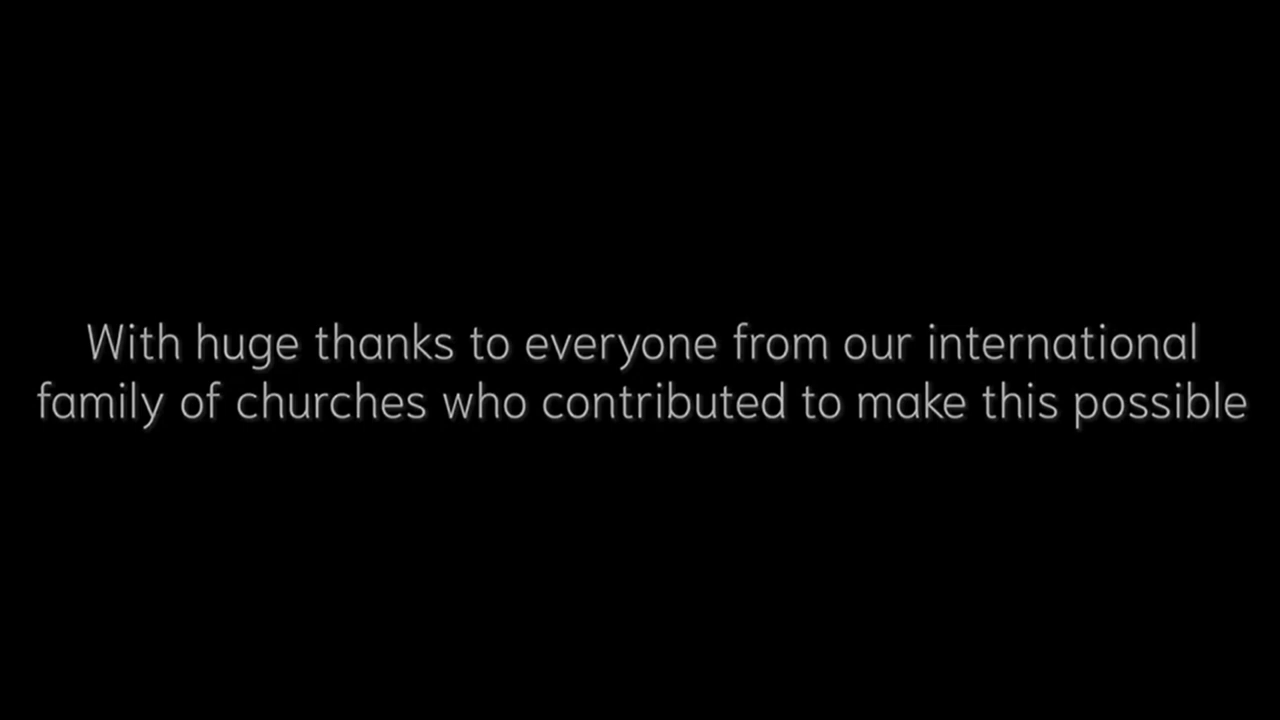 With huge thanks to everyone from our international
family of churches who contributed to make this possible